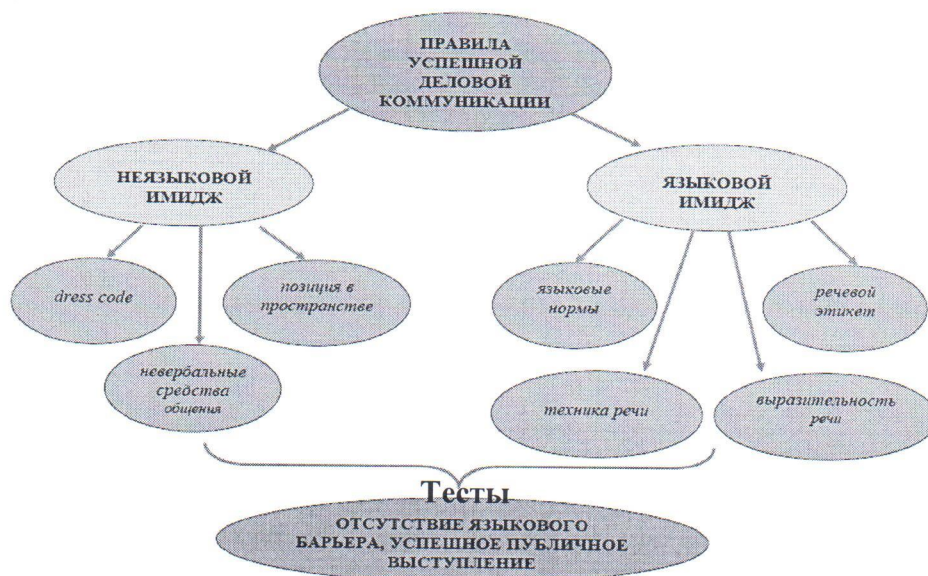 ПРАВИЛА
УСПЕШНОЙ
ДЕЛОВОЙ
КОММУНИКАЦИИ
НЕЯЗЫКОВОЙ
ИМИДЖ
ЯЗЫКОВОЙ
ИМИДЖ
dress code
позиция в
пространстве
языковые
нормы
речевой
этикет
невербальные
средства
общения
техника речи
выразительность
речи
Тесты
ОТСУТСТВИЕ ЯЗЫКОВОГО
БАРЬЕРА, УСПЕШНОЕ ПУБЛИЧНОЕ
ВЫСТУПЛЕНИЕ